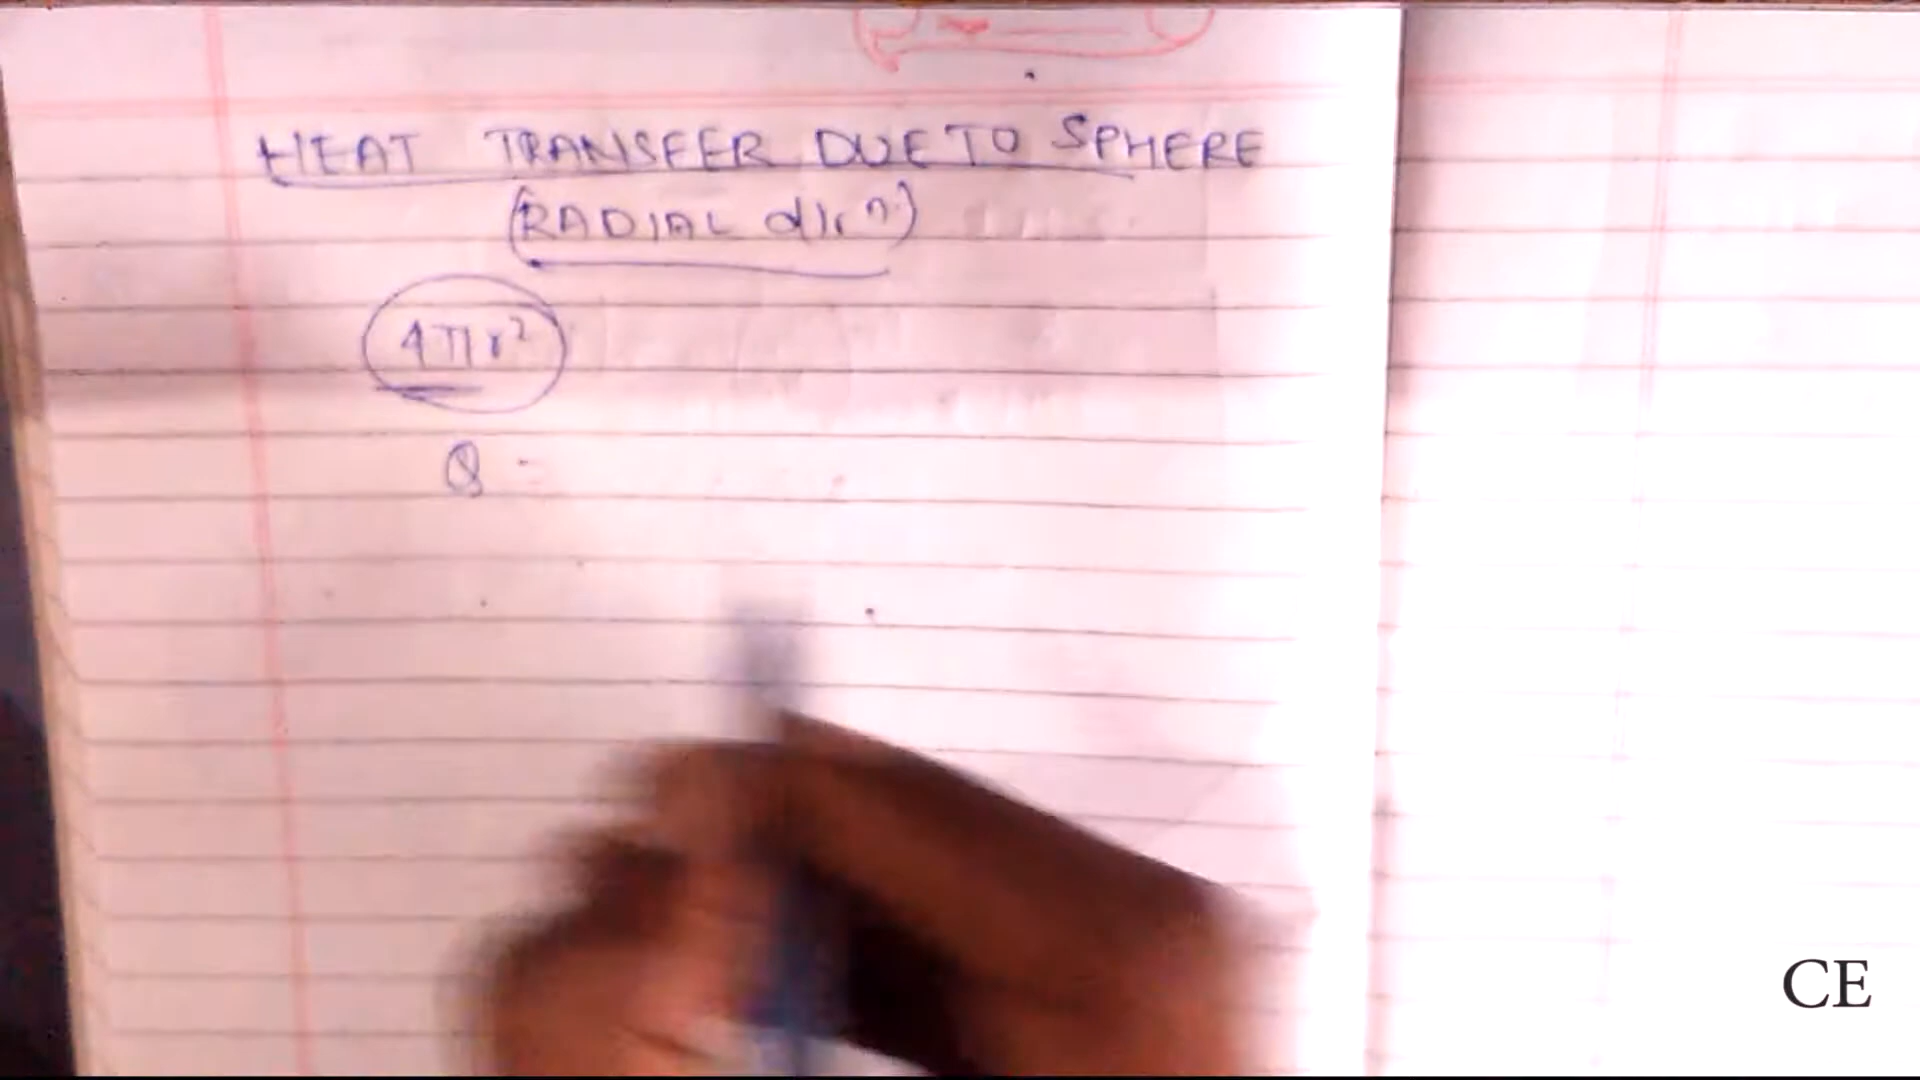 HEAT TRANSFER DUE TO SPHERE
(RADIAL dirⁿ)
4πr²
Q =
CE